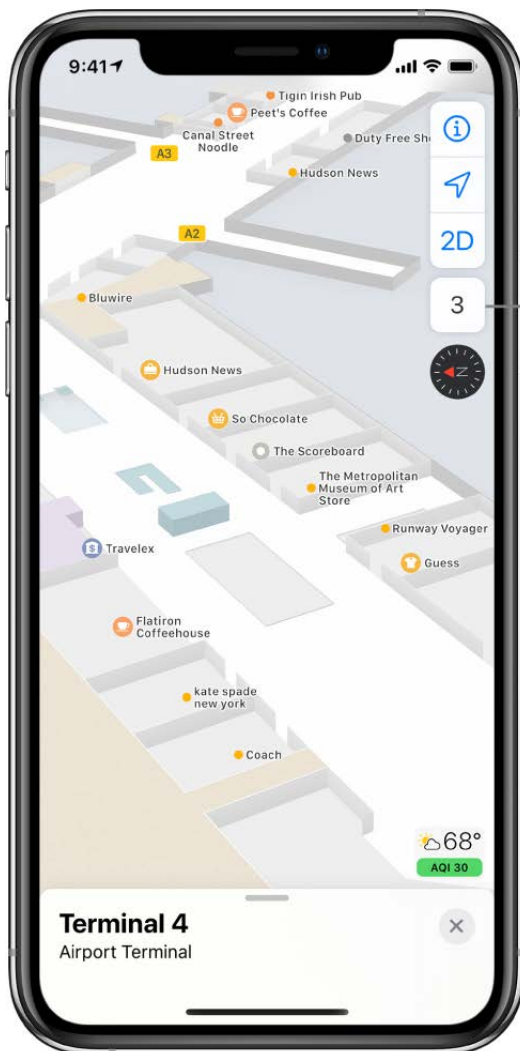 9:41
Tigin Irish Pub
Peet's Coffee
Canal Street
Noodle
Duty Free
A3
Hudson News
A2
2D
3
Bluwire
N
Hudson News
So Chocolate
The Scoreboard
The Metropolitan
Museum of Art
Store
Runway Voyager
$
Travelex
Guess
Flatiron
Coffeehouse
kate spade
new york
Coach
68°
AQI 30
Terminal 4
Airport Terminal